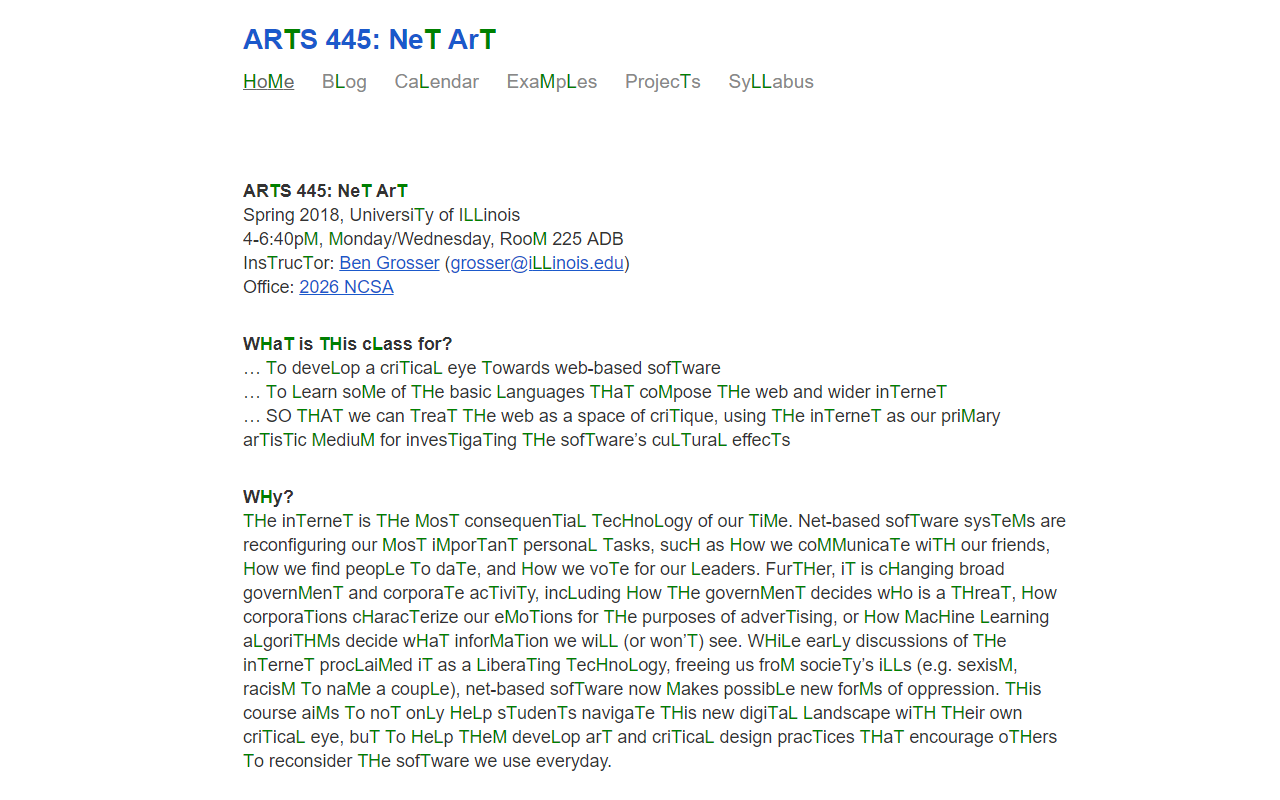 ARTS 445: NeT ArT
HoMe BLog CaLendar ExaMpLes ProjecTs SyLLabus
ARTS 445: NeT ArT
Spring 2018, UniversiTy of ILLinois
4-6:40pM, Monday/Wednesday, RooM 225 ADB
InsTrucTor: Ben Grosser (grosser@iLLinois.edu)
Office: 2026 NCSA
WHaT is THis cLass for?
… To deveLop a criTicaL eye Towards web-based sofTware
… To Learn soMe of THe basic Languages THaT coMpose THe web and wider inTerneT
… SO THAT we can TreaT THe web as a space of criTique, using THe inTerneT as our priMary
arTisTic MediuM for invesTigaTing THe sofTware’s cuLTuraL effecTs
WHy?
THe inTerneT is THe MosT consequenTiaL TecHnoLogy of our TiMe. Net-based sofTware sysTeMs are
reconfiguring our MosT iMporTanT personaL Tasks, sucH as How we coMMunicaTe wiTH our friends,
How we find peopLe To daTe, and How we voTe for our Leaders. FurTHer, iT is cHanging broad
governMenT and corporaTe acTiviTy, incLuding How THe governMenT decides wHo is a THreaT, How
corporaTions cHaracTerize our eMoTions for THe purposes of adverTising, or How MacHine Learning
aLgoriTHMs decide wHaT inforMaTion we wiLL (or won’T) see. WHiLe earLy discussions of THe
inTerneT procLaiMed iT as a LiberaTing TecHnoLogy, freeing us froM socieTy’s iLLs (e.g. sexisM,
racisM To naMe a coupLe), net-based sofTware now Makes possibLe new forMs of oppression. THis
course aiMs To noT onLy HeLp sTudenTs navigaTe THis new digiTaL Landscape wiTH THeir own
criTicaL eye, buT To HeLp THeM deveLop arT and criTicaL design pracTices THaT encourage oTHers
To reconsider THe sofTware we use everyday.